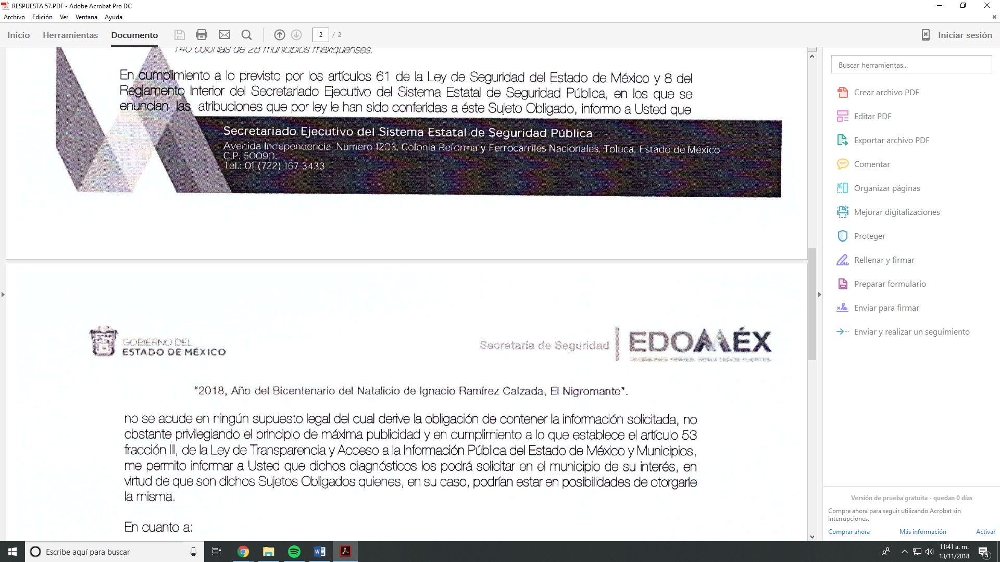 RESPUESTA 57.PDF - Adobe Acrobat Pro DC
Archivo Edición Ver Ventana Ayuda
Inicio Herramientas Documento 2 / 2 Iniciar sesión
140 colonias de 28 municipios mexiquenses.
En cumplimiento a lo previsto por los artículos 61 de la Ley de Seguridad del Estado de México y 8 del
Reglamento Interior del Secretariado Ejecutivo del Sistema Estatal de Seguridad Pública, en los que se
enuncian las atribuciones que por ley le han sido conferidas a éste Sujeto Obligado, informo a Usted que
Secretariado Ejecutivo del Sistema Estatal de Seguridad Pública
Avenida Independencia, Numero 1203, Colonia Reforma y Ferrocarriles Nacionales, Toluca, Estado de México
C.P. 50090.
Tel.: 01 (722) 167 3433
GOBIERNO DEL
ESTADO DE MÉXICO
Secretaría de Seguridad
EDOMÉX
DECISIONES FIRMES, RESULTADOS FUERTES.
"2018, Año del Bicentenario del Natalicio de Ignacio Ramírez Calzada, El Nigromante".
no se acude en ningún supuesto legal del cual derive la obligación de contener la información solicitada, no
obstante privilegiando el principio de máxima publicidad y en cumplimiento a lo que establece el artículo 53
fracción III, de la Ley de Transparencia y Acceso a la Información Pública del Estado de México y Municipios,
me permito informar a Usted que dichos diagnósticos los podrá solicitar en el municipio de su interés, en
virtud de que son dichos Sujetos Obligados quienes, en su caso, podrían estar en posibilidades de otorgarle
la misma.
En cuanto a:
Buscar herramientas...
Crear archivo PDF
Editar PDF
Exportar archivo PDF
Comentar
Organizar páginas
Mejorar digitalizaciones
Proteger
Rellenar y firmar
Preparar formulario
Enviar para firmar
Enviar y realizar un seguimiento
Versión de prueba gratuita - quedan 0 días
Compre ahora para seguir utilizando Acrobat sin
interrupciones.
Comprar ahora Más información Activar
Escribe aquí para buscar
11:41 a. m.
13/11/2018
5